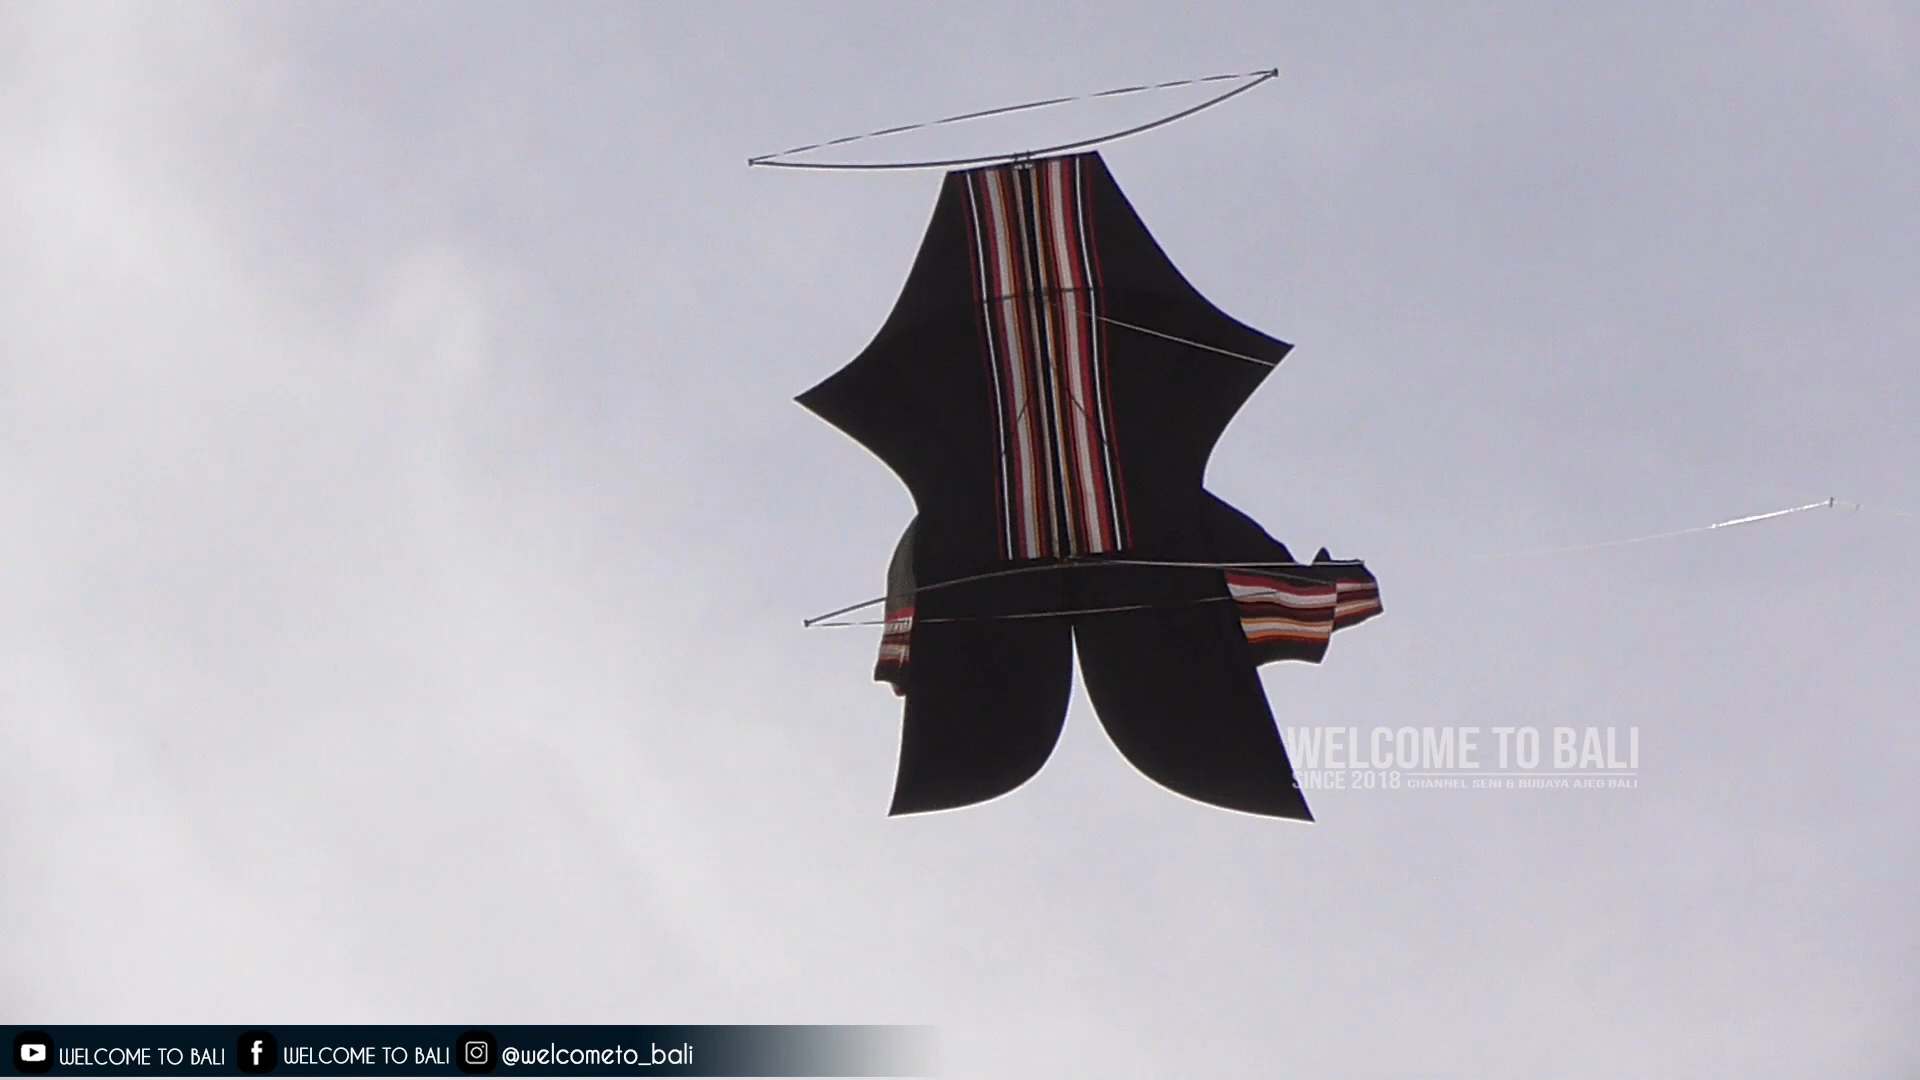 WELCOME TO BALI
SINCE 2018 CHANNEL SENI & BUDAYA AJEG BALI
WELCOME TO BALI WELCOME TO BALI @welcometo_bali